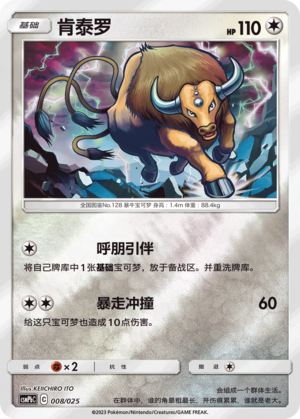 基础 肯泰罗 HP 110
全国图鉴No.128 暴牛宝可梦 身高：1.4m 体重：88.4kg
呼朋引伴
将自己牌库中1张基础宝可梦，放于备战区。并重洗牌库。
暴走冲撞 60
给这只宝可梦也造成10点伤害。
Illus. KEIICHIRO ITO
弱点 ×2 抗性 撤退
CSMPbC C 008/025
会组成一个群体生活。
在群体中，谁的角最粗最长、并伤痕累累，谁就是老大。
©2023 Pokémon/Nintendo/Creatures/GAME FREAK.